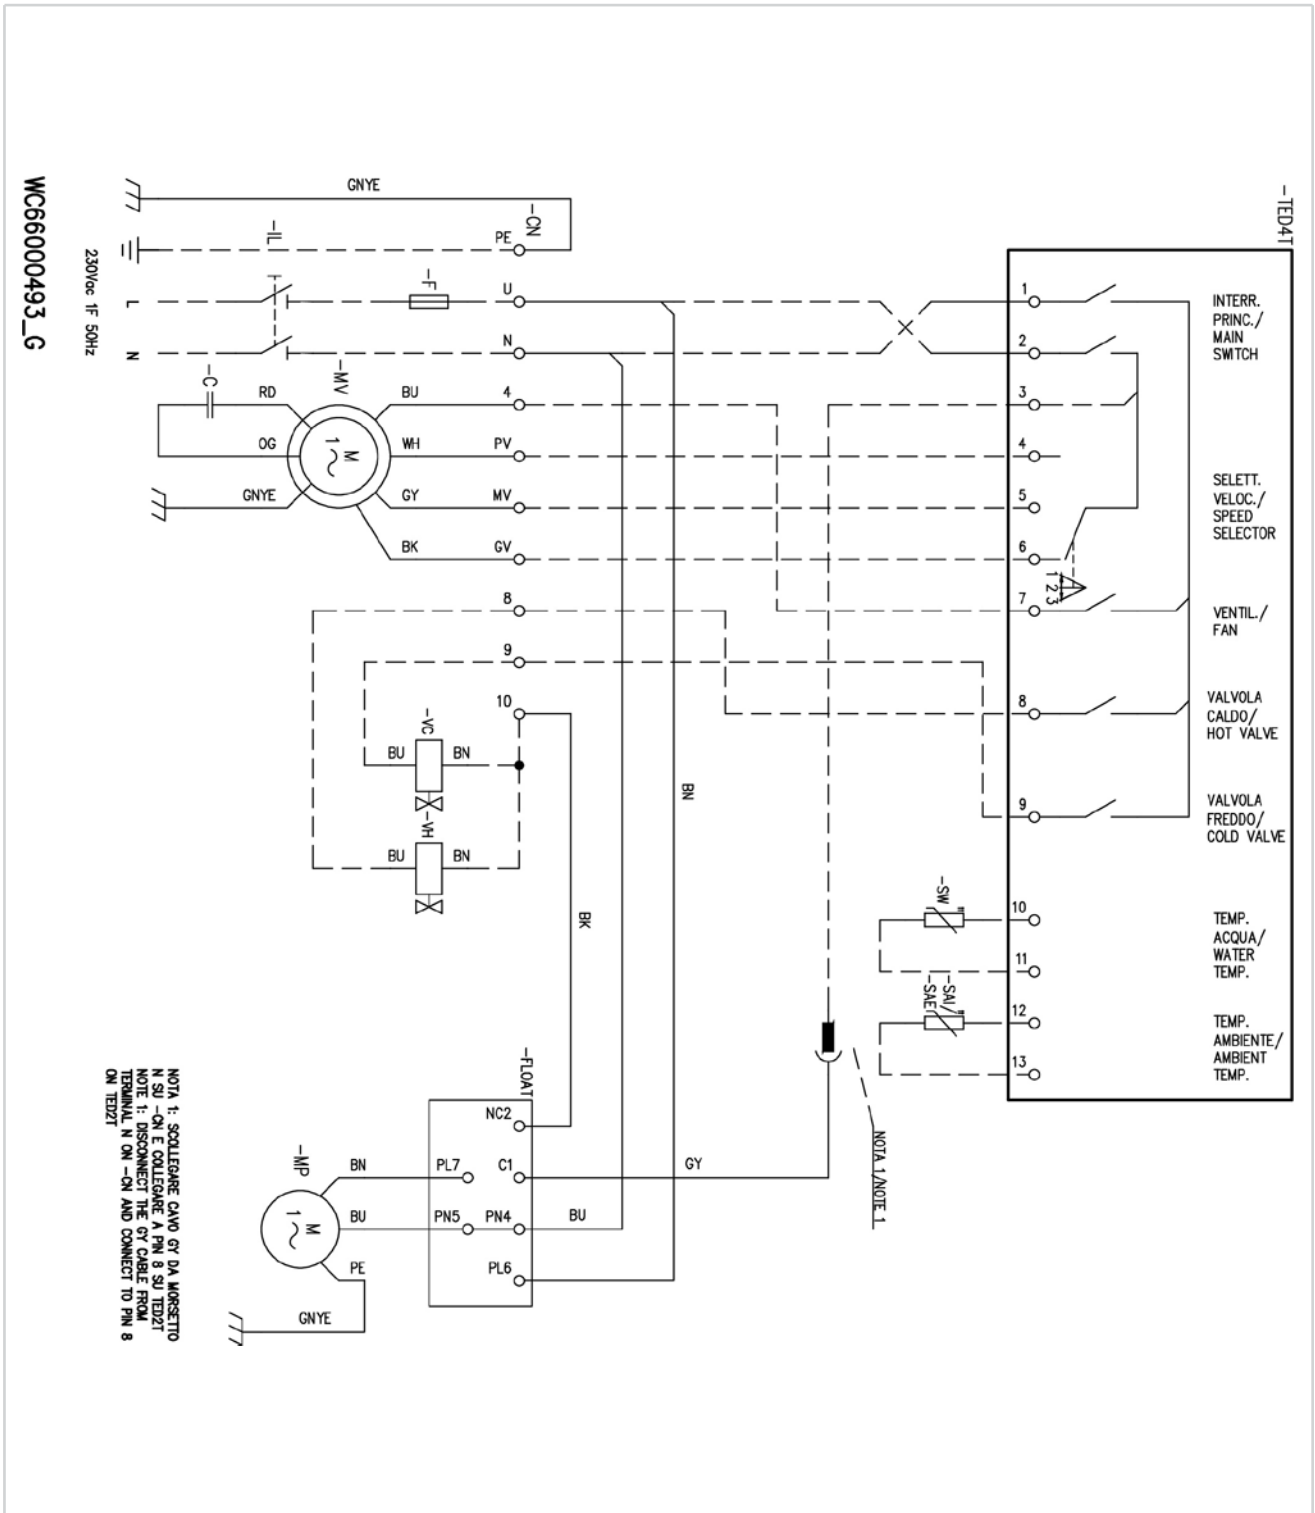 -TED4T
INTERR.
PRINC./
MAIN
SWITCH
SELETT.
VELOC./
SPEED
SELECTOR
VENTIL./
FAN
VALVOLA
CALDO/
HOT VALVE
VALVOLA
FREDDO/
COLD VALVE
TEMP.
ACQUA/
WATER
TEMP.
TEMP.
AMBIENTE/
AMBIENT
TEMP.
1
2
3
4
5
6
7
8
9
10
11
12
13
1 2 3
-SW
-SAI/
-SAE
GNYE
-CN
PE
-IL
-F
U
L
N
N
230Vac 1F 50Hz
WC66000493_G
-MV
-C
RD
BU
4
OG
WH
PV
GNYE
GY
MV
BK
GV
M
1
8
9
10
-VC
BU
BN
-VH
BU
BN
BN
BK
-FLOAT
NC2
PL7
C1
GY
PN5
PN4
BU
PL6
-MP
BN
BU
PE
GNYE
M
1
NOTA 1/NOTE 1
NOTA 1: SCOLLEGARE CAVO GY DA MORSETTO
N SU -CN E COLLEGARE A PIN 8 SU TED2T
NOTE 1: DISCONNECT THE GY CABLE FROM
TERMINAL N ON -CN AND CONNECT TO PIN 8
ON TED2T